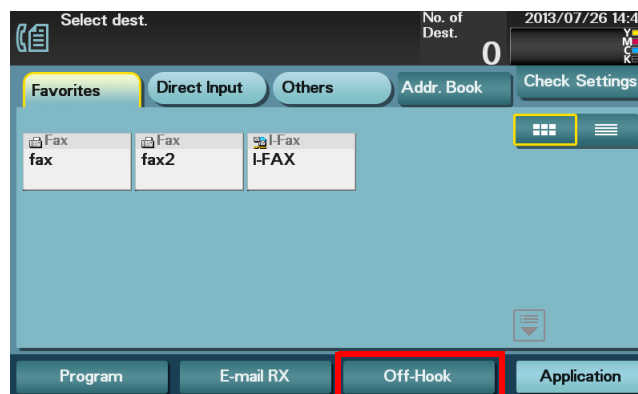 Select dest.
No. of
Dest.
0
2013/07/26 14:4
Y
M
C
K
Favorites
Direct Input
Others
Addr. Book
Check Settings
Fax
fax
Fax
fax2
I-Fax
I-FAX
Program
E-mail RX
Off-Hook
Application